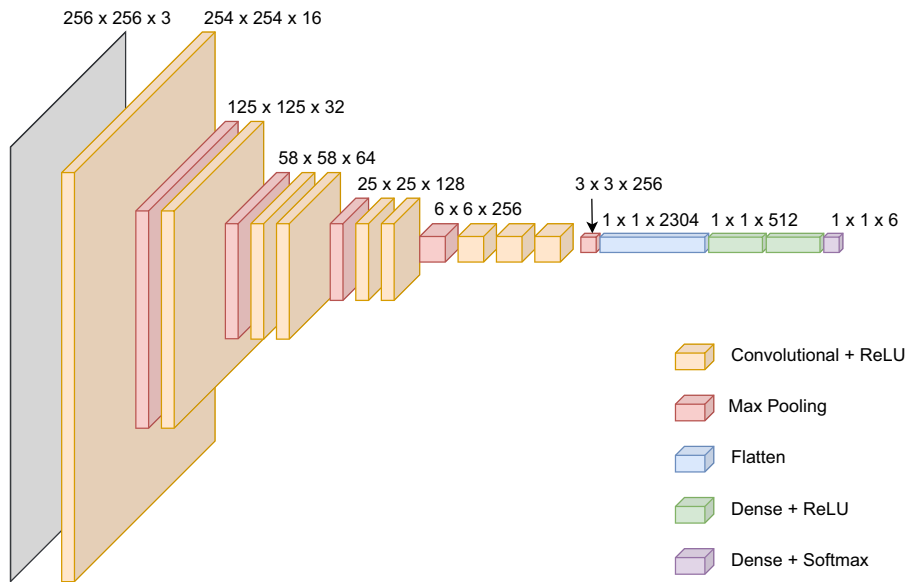 256 x 256 x 3
254 x 254 x 16
125 x 125 x 32
58 x 58 x 64
25 x 25 x 128
6 x 6 x 256
3 x 3 x 256
1 x 1 x 2304
1 x 1 x 512
1 x 1 x 6
Convolutional + ReLU
Max Pooling
Flatten
Dense + ReLU
Dense + Softmax